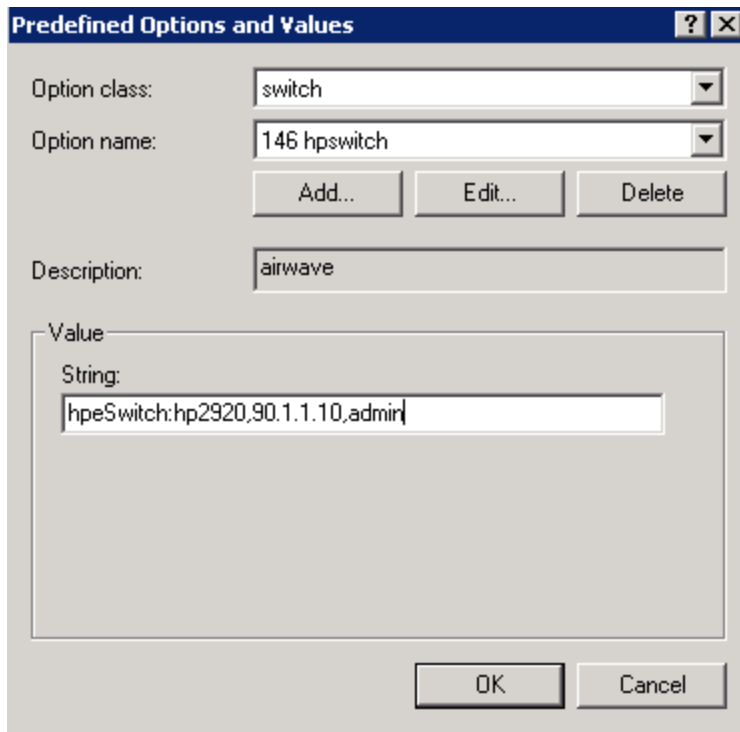 Predefined Options and Values
Option class: switch
Option name: 146 hpswitch
Add... Edit... Delete
Description: airwave
Value
String:
hpeSwitch:hp2920,90.1.1.10,admin
OK Cancel